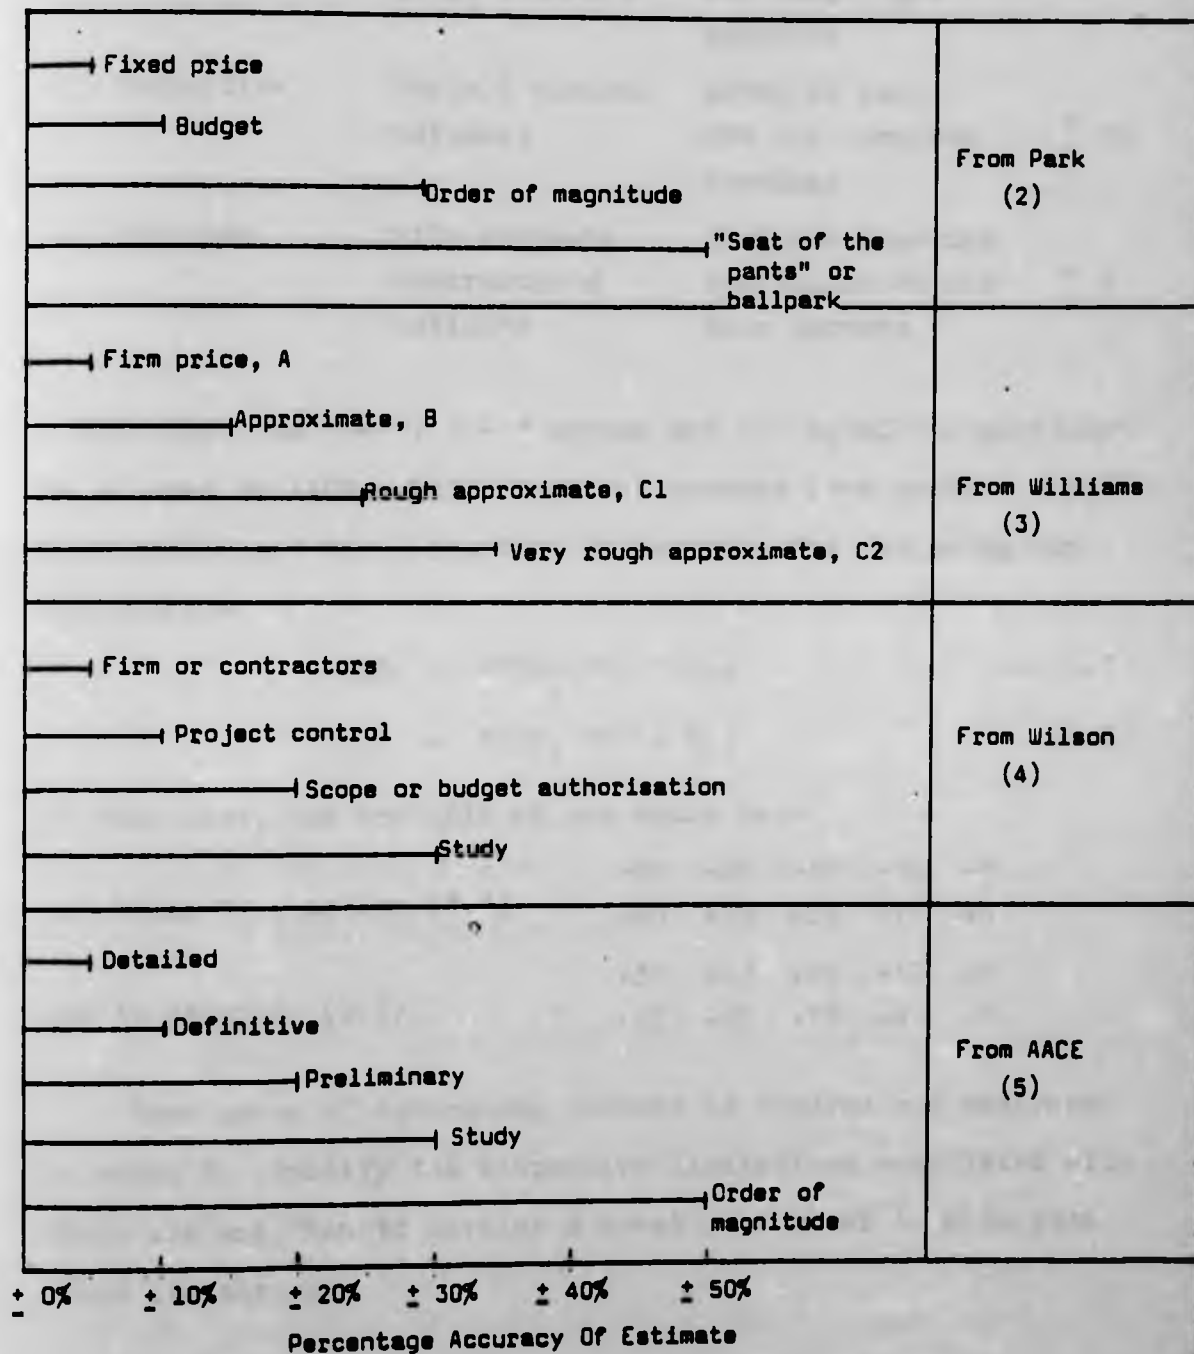 Fixed price
Budget
Order of magnitude
"Seat of the
pants" or
ballpark
From Park
(2)
Firm price, A
Approximate, B
Rough approximate, C1
Very rough approximate, C2
From Williams
(3)
Firm or contractors
Project control
Scope or budget authorisation
Study
From Wilson
(4)
Detailed
Definitive
Preliminary
Study
Order of
magnitude
From AACE
(5)
± 0% ± 10% ± 20% ± 30% ± 40% ± 50%
Percentage Accuracy Of Estimate